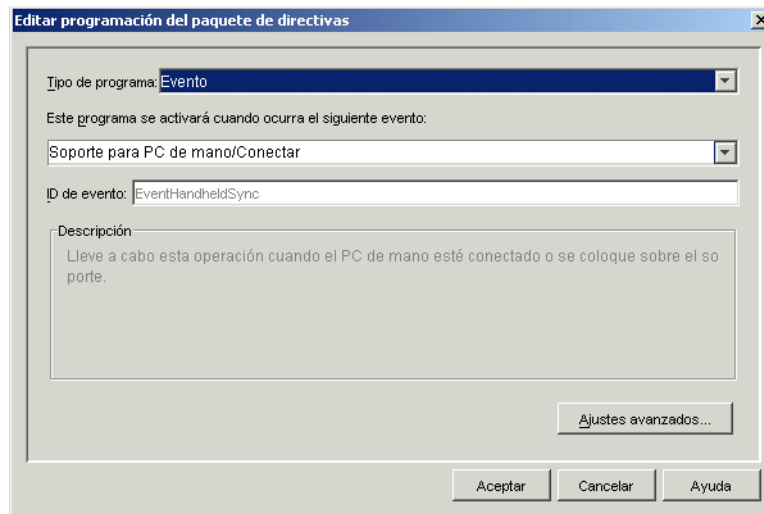 Editar programación del paquete de directivas
Tipo de programa: Evento
Este programa se activará cuando ocurra el siguiente evento:
Soporte para PC de mano/Conectar
ID de evento: EventHandheldSync
Descripción
Lleve a cabo esta operación cuando el PC de mano esté conectado o se coloque sobre el so
porte.
Ajustes avanzados...
Aceptar Cancelar Ayuda